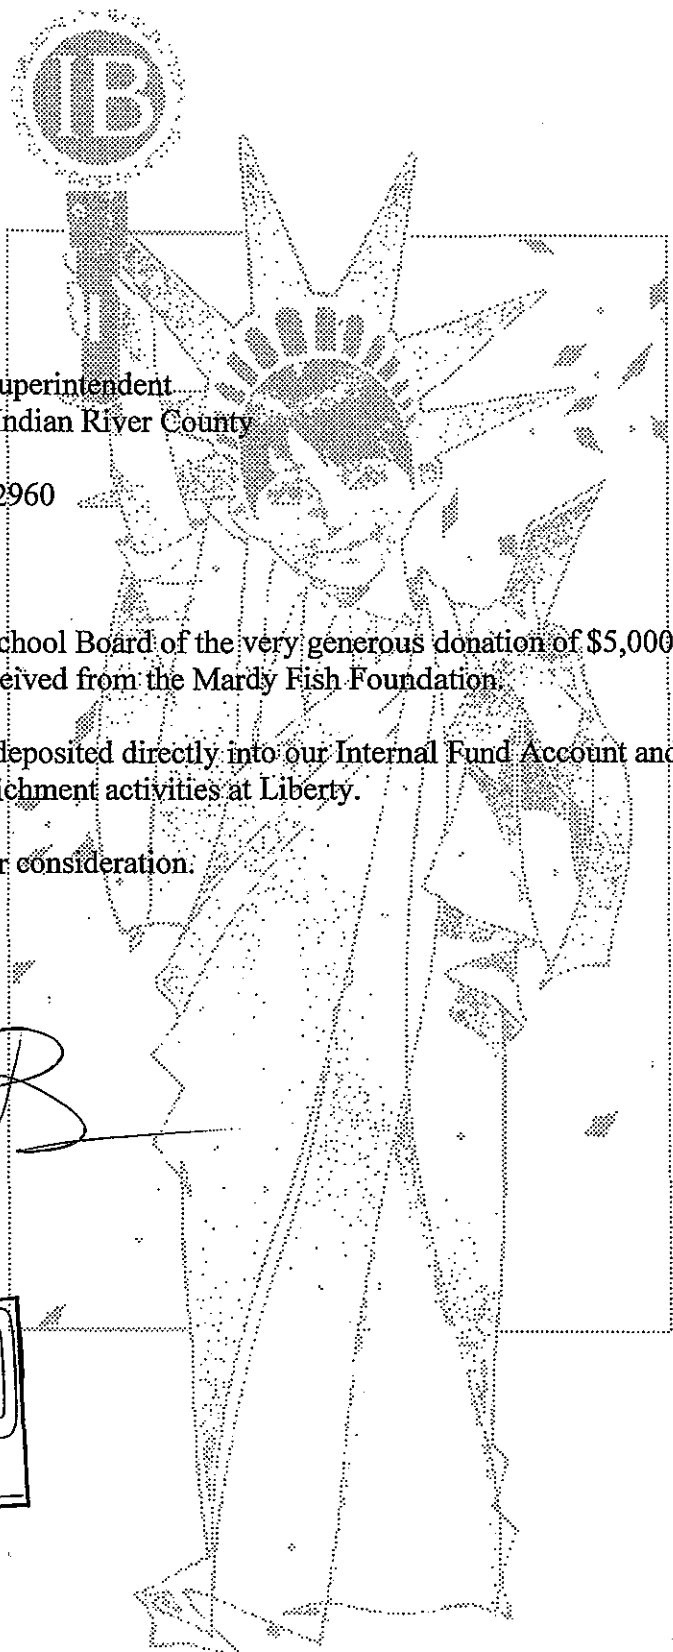 IB
uperintendent
ndian River County
2960
chool Board of the very generous donation of $5,000
eived from the Mardy Fish Foundation.
deposited directly into our Internal Fund Account and
ichment activities at Liberty.
r consideration.